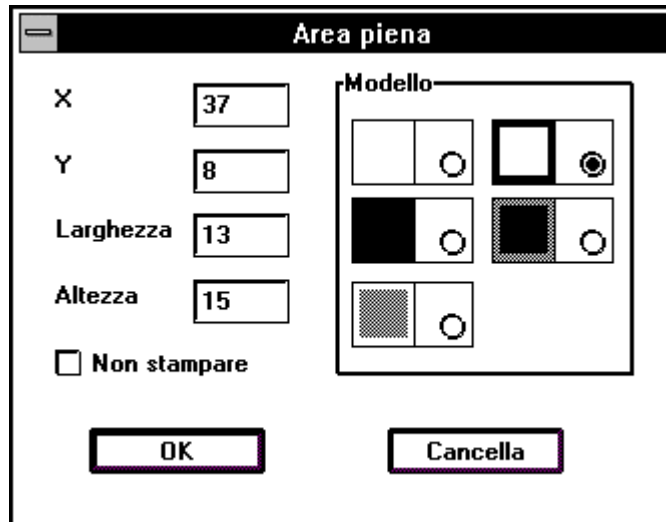 Area piena
X 37
Y 8
Larghezza 13
Altezza 15
Non stampare
Modello
OK
Cancella